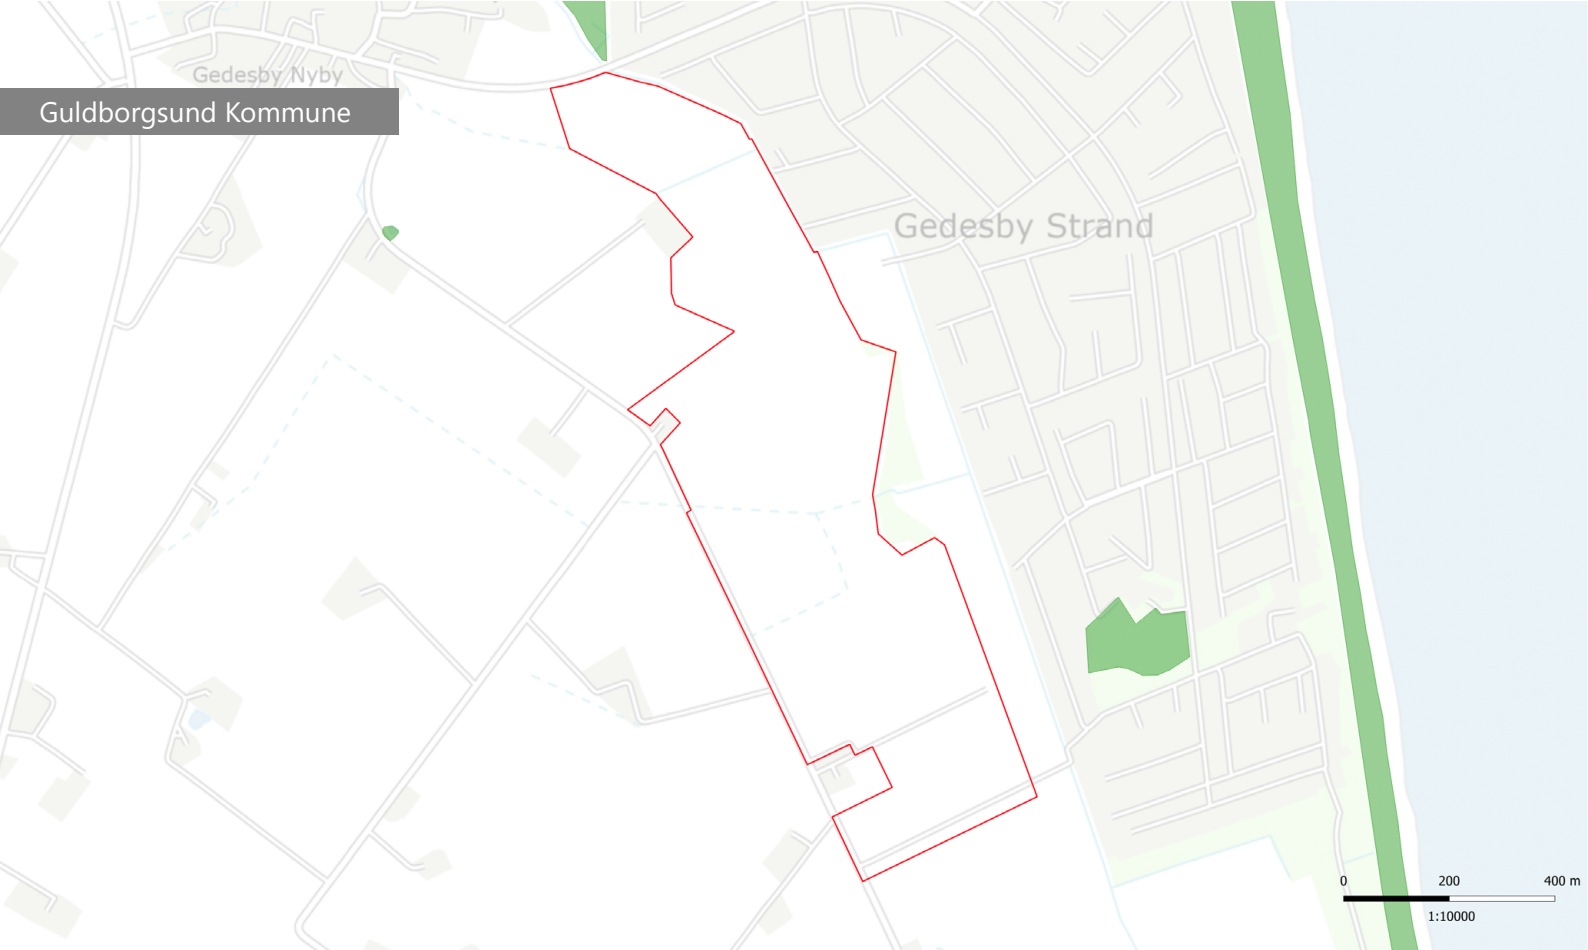 Gedesby Nyby
Guldborgsund Kommune
Gedesby Strand
0 200 400 m
1:10000